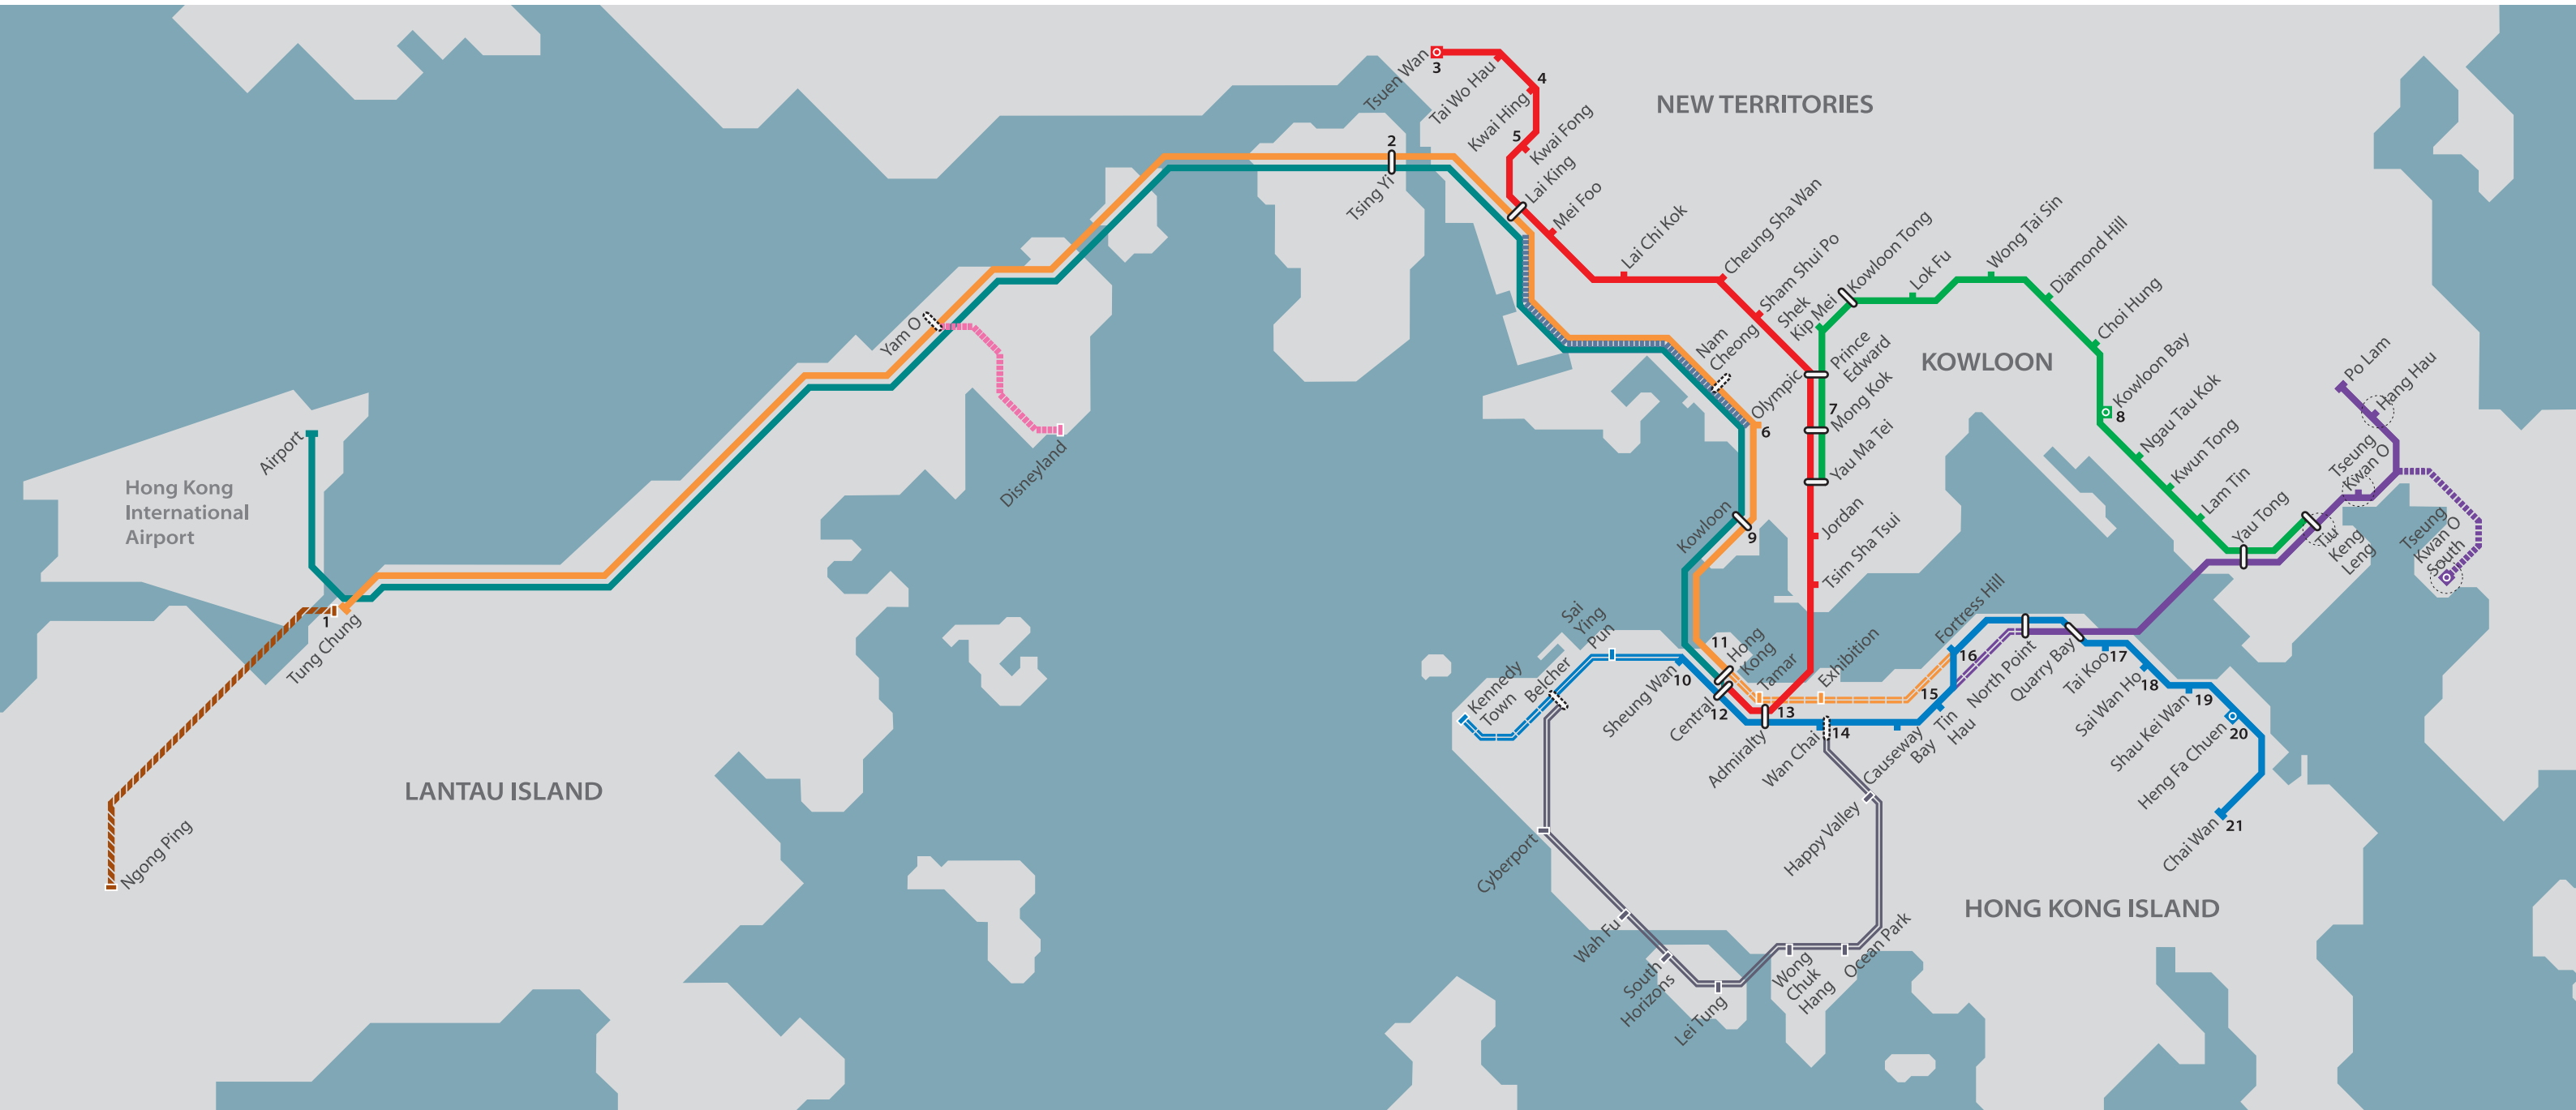 Tsuen Wan
3
Tai Wo Hau
4
Kwai Hing
5
Kwai Fong
NEW TERRITORIES
2
Tsing Yi
Lai King
Mei Foo
Lai Chi Kok
Cheung Sha Wan
Sham Shui Po
Shek
Kip Mei
Kowloon Tong
Lok Fu
Wong Tai Sin
Diamond Hill
Choi Hung
Kowloon Bay
8
Ngau Tau Kok
Kwun Tong
Lam Tin
Yau Tong
Tiu
Keng
Leng
Tseung
Kwan O
Hang Hau
Po Lam
Tseung
Kwan O
South
KOWLOON
Nam
Cheong
Olympic
6
Prince
Edward
7
Mong Kok
Yau Ma Tei
Jordan
Tsim Sha Tsui
Kowloon
9
Yam O
Disneyland
Airport
Hong Kong
International
Airport
1
Tung Chung
Ngong Ping
LANTAU ISLAND
Kennedy
Town
Belcher
Sai
Ying
Pun
Sheung Wan
10
11
Hong
Kong
Central
12
Tamar
Admiralty
13
Exhibition
Wan Chai
14
Causeway
Bay
15
Tin
Hau
Fortress Hill
16
North Point
Quarry Bay
Tai Koo
17
Sai Wan Ho
18
Shau Kei Wan
19
Heng Fa Chuen
20
Chai Wan
21
Happy Valley
Cyberport
Wah Fu
South
Horizons
Lei Tung
Wong
Chuk
Hang
Ocean Park
HONG KONG ISLAND